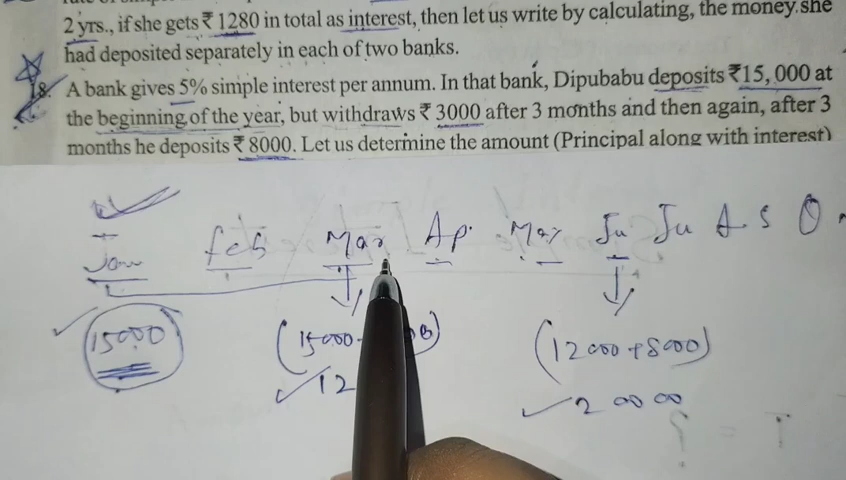 2 yrs., if she gets ₹ 1280 in total as interest, then let us write by calculating, the money she
had deposited separately in each of two banks.
18. A bank gives 5% simple interest per annum. In that bank, Dipubabu deposits ₹15, 000 at
the beginning of the year, but withdraws ₹ 3000 after 3 months and then again, after 3
months he deposits ₹ 8000. Let us determine the amount (Principal along with interest)
Jan Feb Mar Ap. May Ju Ju A S O
15000 (15000 (12000+8000)
12 20000